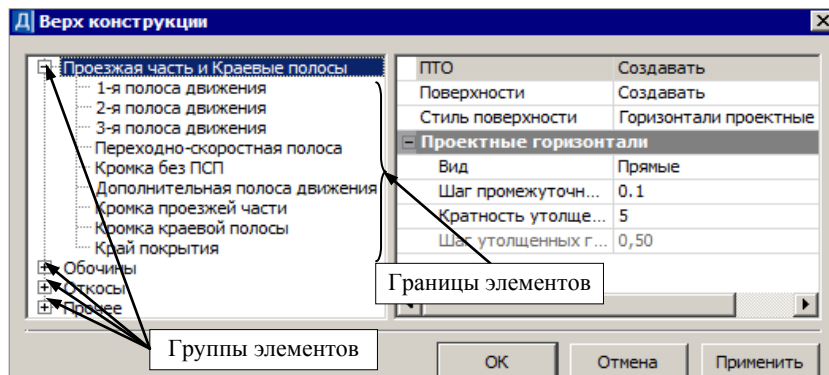 Верх конструкции
Проезжая часть и Краевые полосы
1-я полоса движения
2-я полоса движения
3-я полоса движения
Переходно-скоростная полоса
Кромка без ПСП
Дополнительная полоса движения
Кромка проезжей части
Кромка краевой полосы
Край покрытия
Обочины
Откосы
Прочее
ПТО Создавать
Поверхности Создавать
Стиль поверхности Горизонтали проектные
Проектные горизонтали
Вид Прямые
Шаг промежуточн... 0,1
Кратность утолще... 5
Шаг утолщенных г... 0,50
Границы элементов
Группы элементов
ОК Отмена Применить